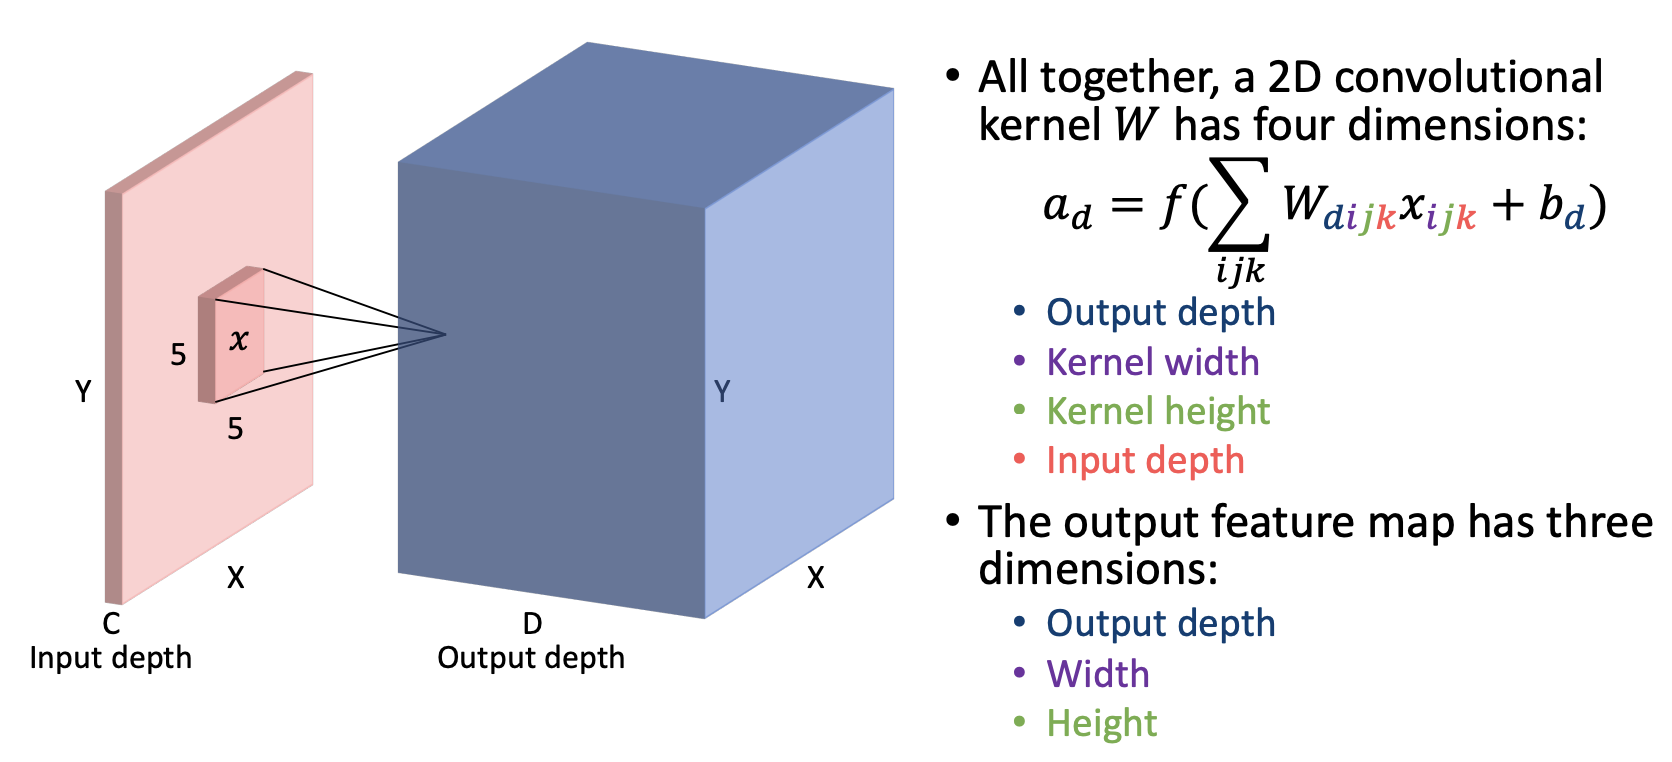 Y
5
x
5
X
C
Input depth
Y
X
D
Output depth
• All together, a 2D convolutional
kernel W has four dimensions:
a_d = f(∑_{ijk} W_{dijk} x_{ijk} + b_d)
• Output depth
• Kernel width
• Kernel height
• Input depth
• The output feature map has three
dimensions:
• Output depth
• Width
• Height